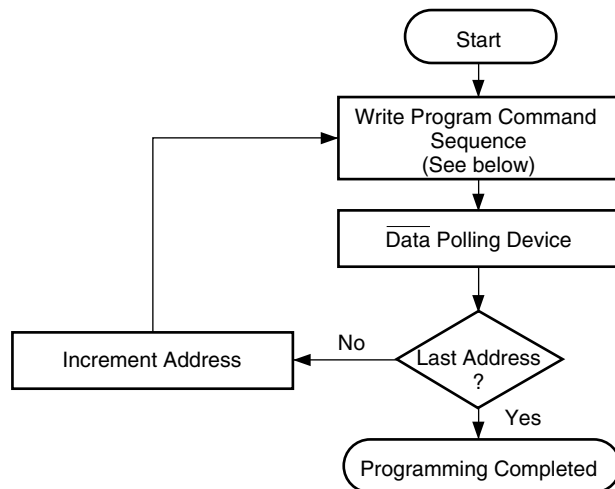 Start
Write Program Command
Sequence
(See below)
Data Polling Device
No
Increment Address
Last Address
?
Yes
Programming Completed